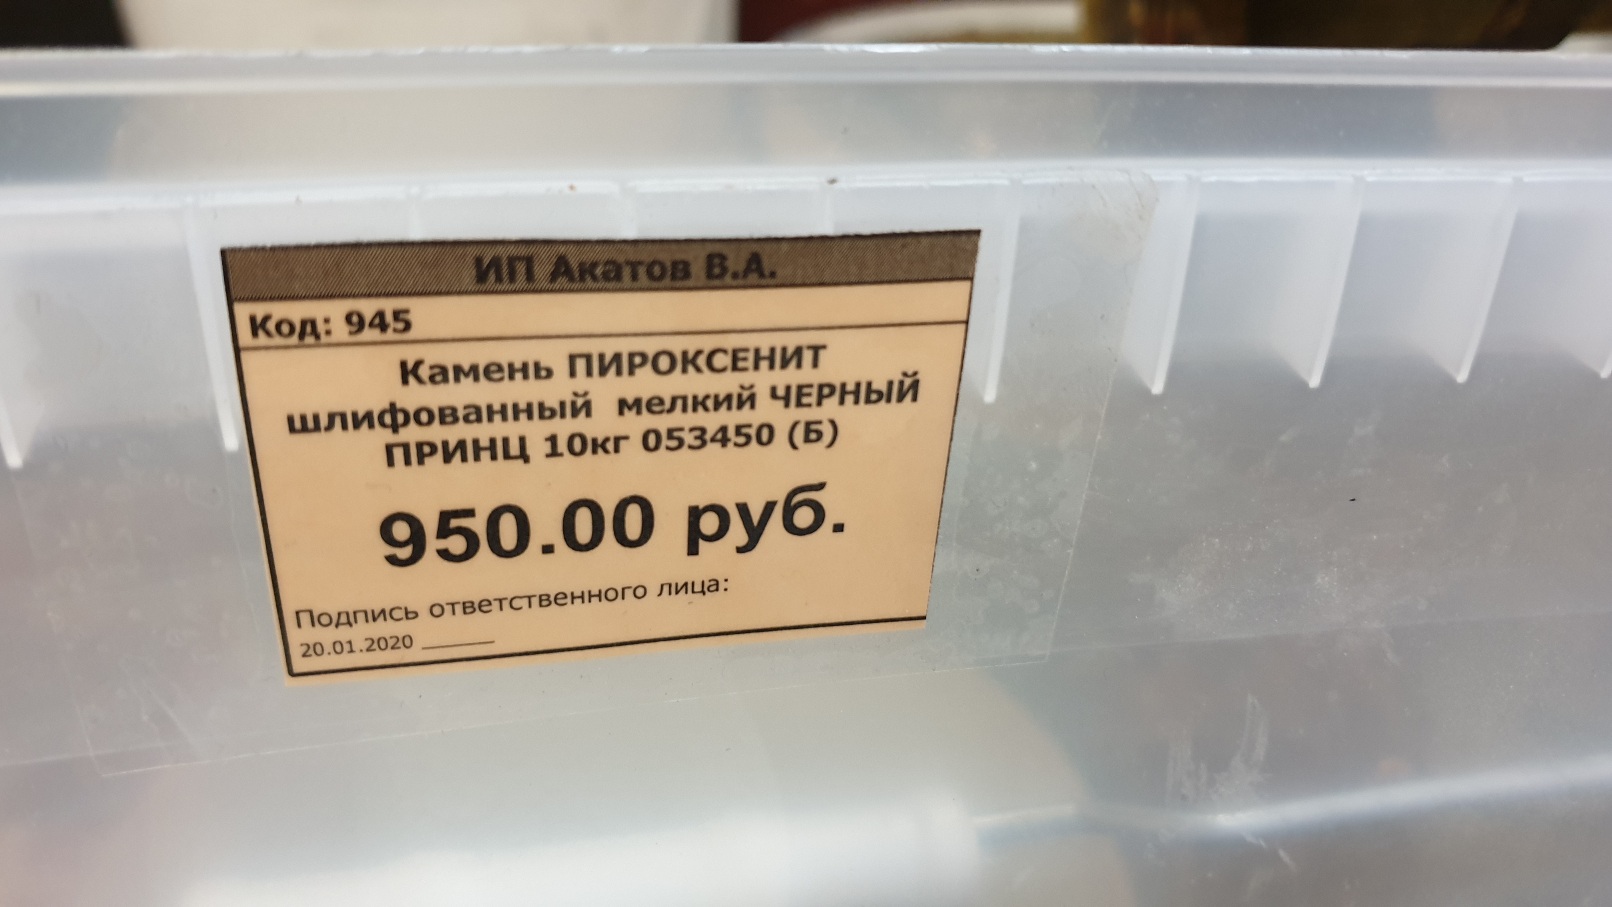 ИП Акатов В.А.
Код: 945
Камень ПИРОКСЕНИТ
шлифованный мелкий ЧЕРНЫЙ
ПРИНЦ 10кг 053450 (Б)
950.00 руб.
Подпись ответственного лица:
20.01.2020 ______